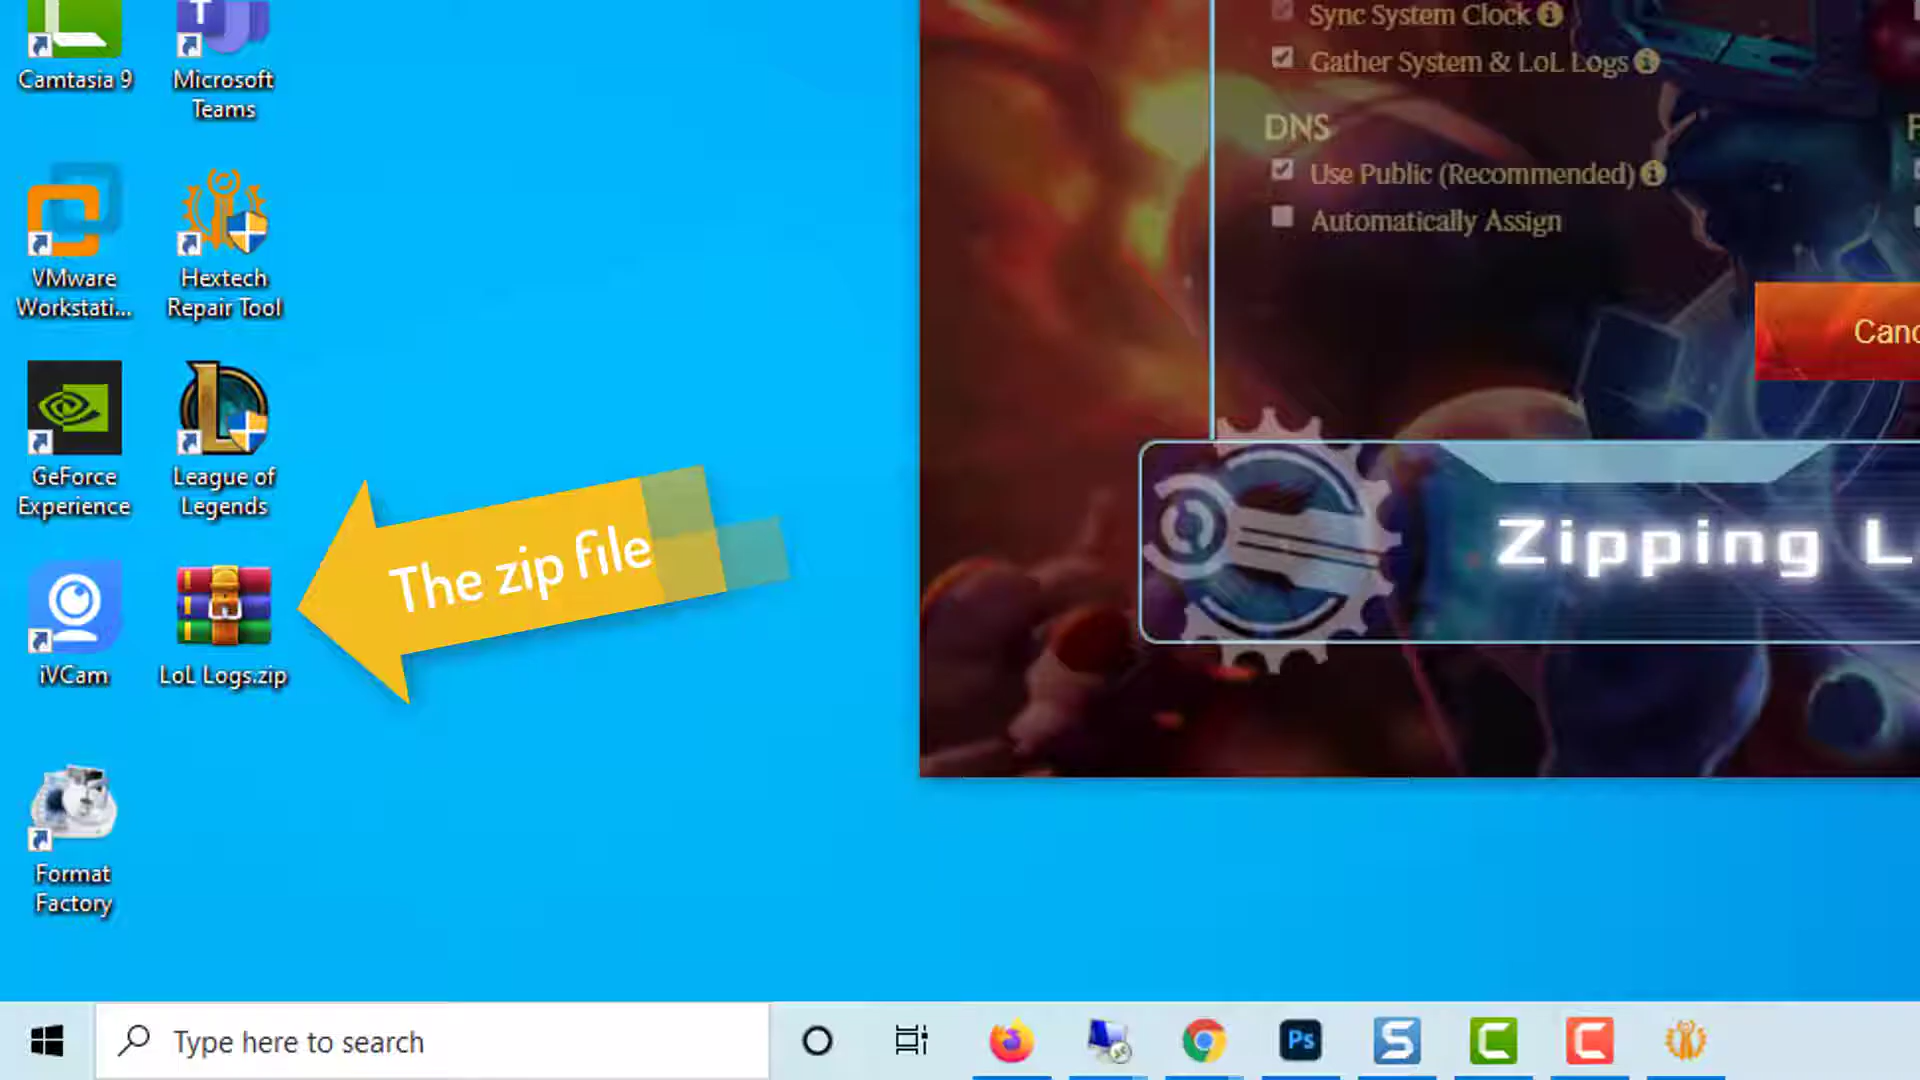 Camtasia 9
Microsoft
Teams
VMware
Workstati...
Hextech
Repair Tool
GeForce
Experience
League of
Legends
iVCam
LoL Logs.zip
Format
Factory
The zip file
Sync System Clock
Gather System & LoL Logs
DNS
Use Public (Recommended)
Automatically Assign
Canc
Zipping L
Type here to search
Ps